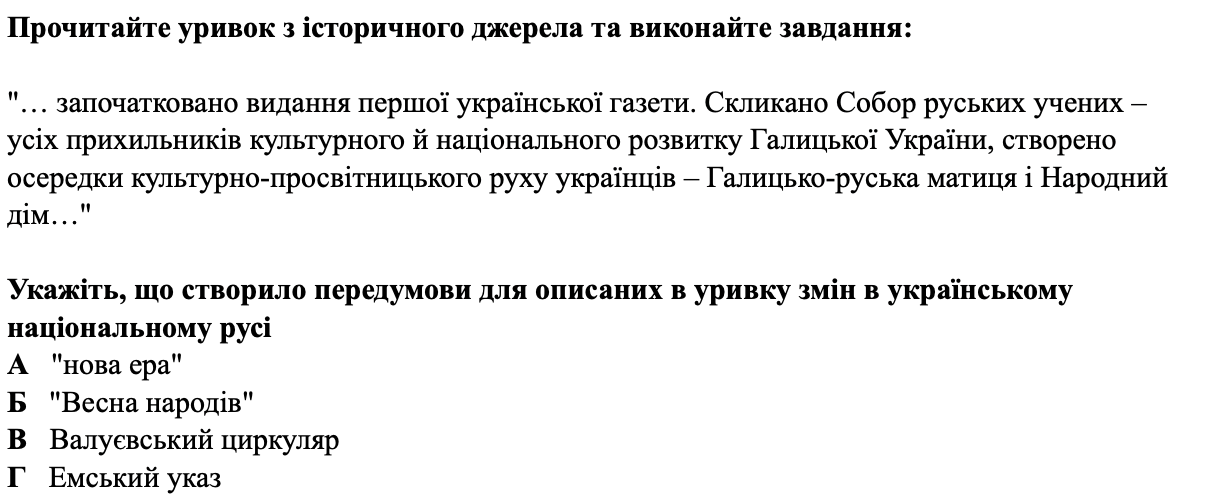 Прочитайте уривок з історичного джерела та виконайте завдання:
"… започатковано видання першої української газети. Скликано Собор руських учених –
усіх прихильників культурного й національного розвитку Галицької України, створено
осередки культурно-просвітницького руху українців – Галицько-руська матиця і Народний
дім…"
Укажіть, що створило передумови для описаних в уривку змін в українському
національному русі
А "нова ера"
Б "Весна народів"
В Валуєвський циркуляр
Г Емський указ